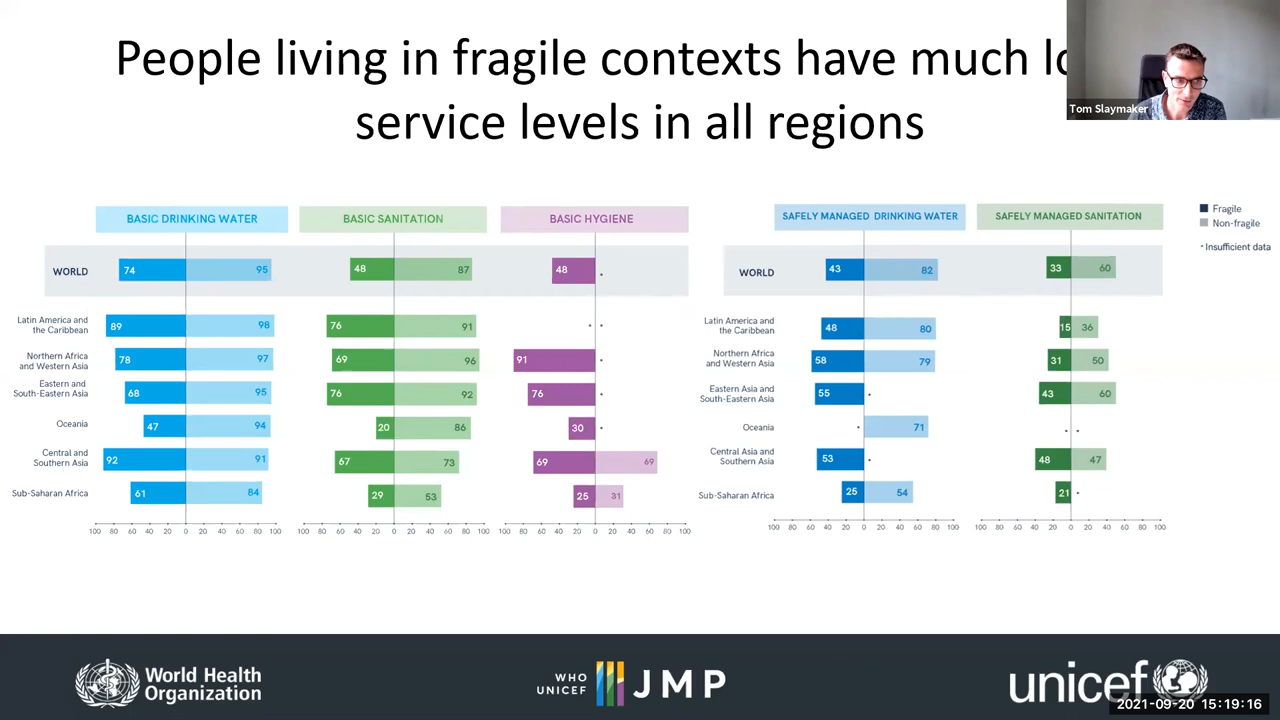 People living in fragile contexts have much
service levels in all regions
Tom Slaymaker
BASIC DRINKING WATER
BASIC SANITATION
BASIC HYGIENE
WORLD
74 95
48 87
48
Latin America and
the Caribbean
89 98
76 91
Northern Africa
and Western Asia
78 97
69 96
91
Eastern and
South-Eastern Asia
68 95
76 92
76
Oceania
47 94
20 86
30
Central and
Southern Asia
92 91
67 73
69 69
Sub-Saharan Africa
61 84
29 53
25 31
100 80 60 40 20 0 20 40 60 80 100
100 80 60 40 20 0 20 40 60 80 100
100 80 60 40 20 0 20 40 60 80 100
SAFELY MANAGED DRINKING WATER
SAFELY MANAGED SANITATION
Fragile
Non-fragile
• Insufficient data
WORLD
43 82
33 60
Latin America and
the Caribbean
48 80
15 36
Northern Africa
and Western Asia
58 79
31 50
Eastern Asia and
South-Eastern Asia
55
43 60
Oceania
71
Central Asia and
Southern Asia
53
48 47
Sub-Saharan Africa
25 54
21
100 80 60 40 20 0 20 40 60 80 100
100 80 60 40 20 0 20 40 60 80 100
World Health
Organization
WHO
UNICEF
JMP
unicef
2021-09-20 15:19:16